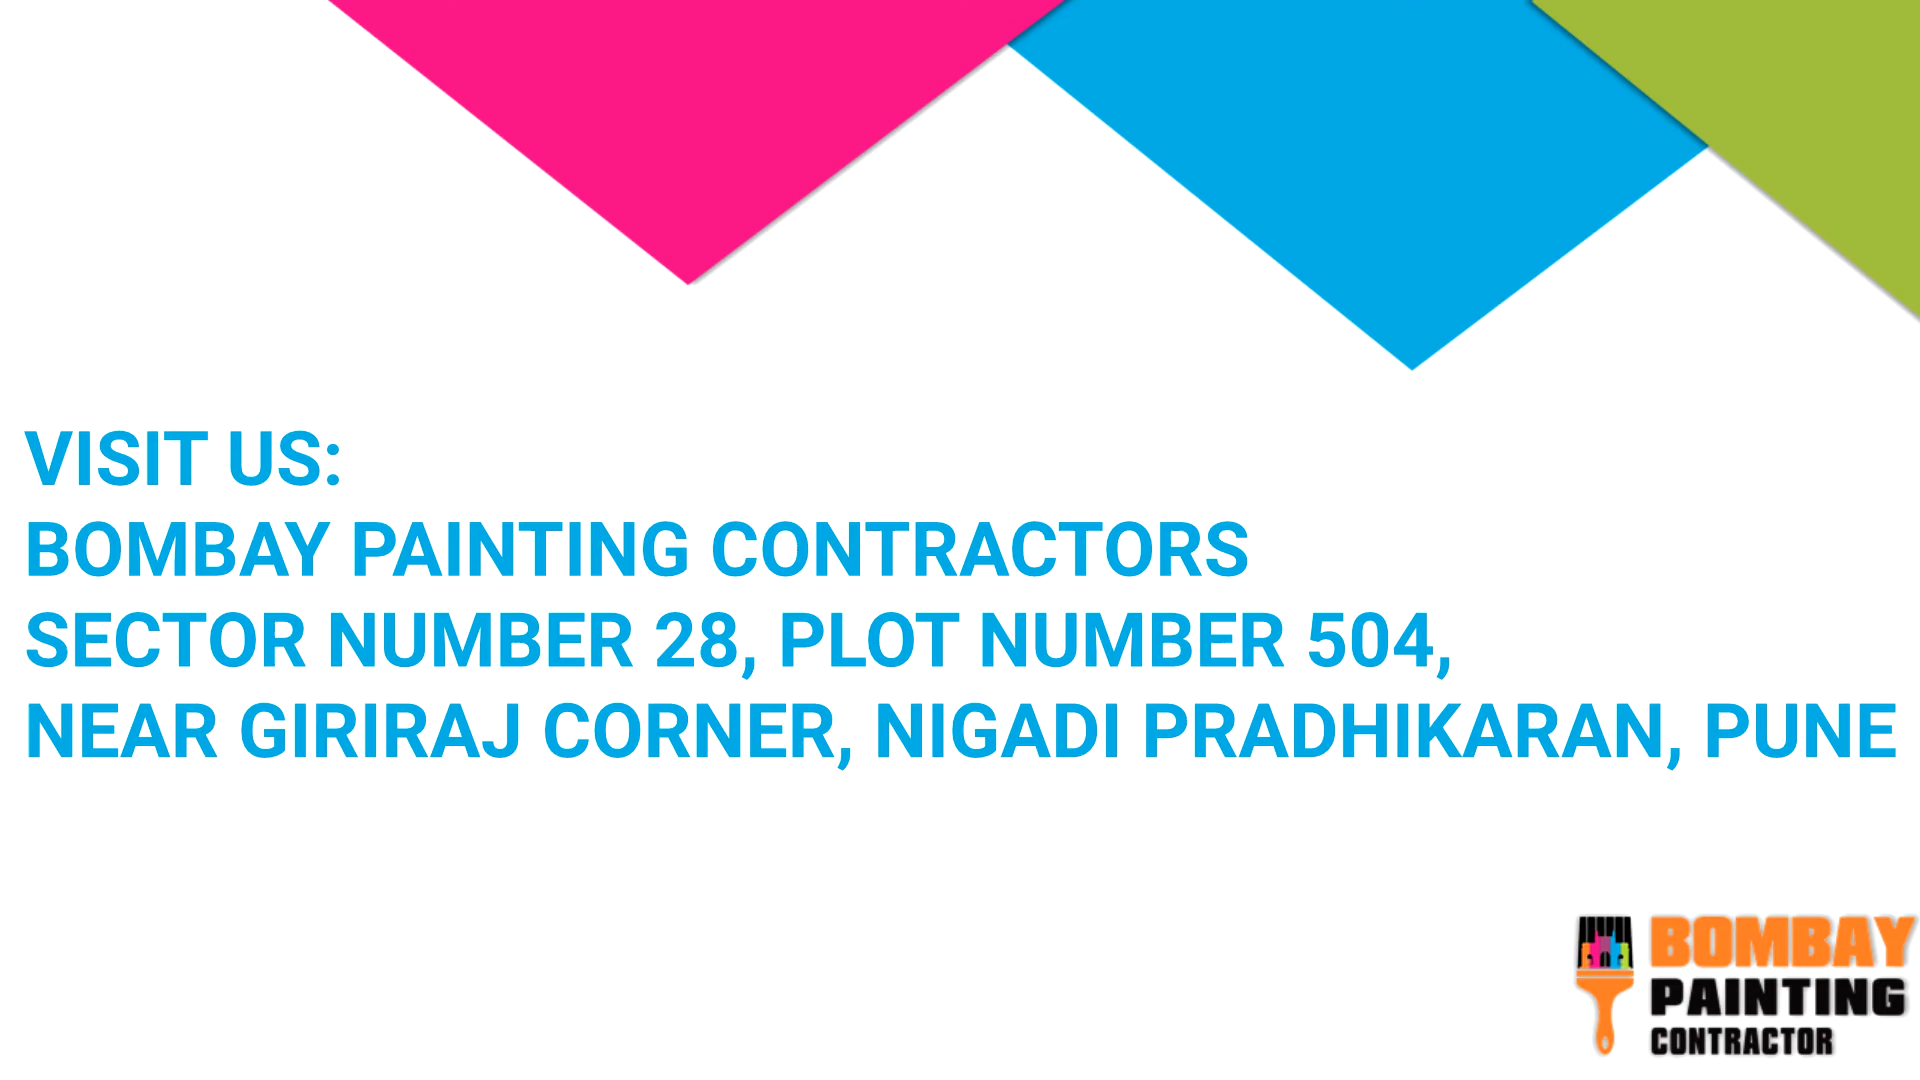 VISIT US:
BOMBAY PAINTING CONTRACTORS
SECTOR NUMBER 28, PLOT NUMBER 504,
NEAR GIRIRAJ CORNER, NIGADI PRADHIKARAN, PUNE
BOMBAY
PAINTING
CONTRACTOR